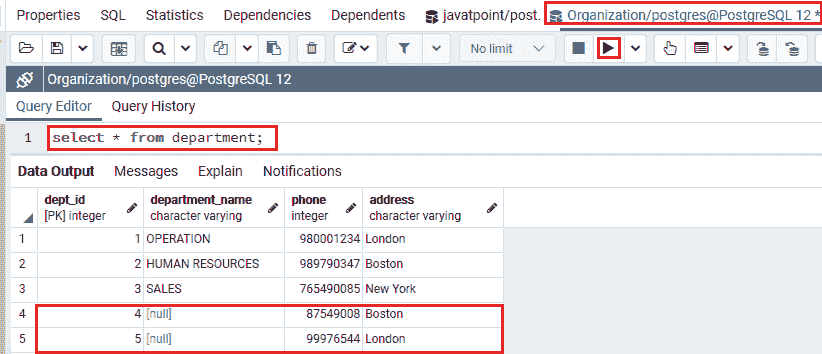 Properties SQL Statistics Dependencies Dependents javatpoint/post. Organization/postgres@PostgreSQL 12 *
No limit
Organization/postgres@PostgreSQL 12
Query Editor Query History
1 select * from department;
Data Output Messages Explain Notifications
dept_id department_name phone address
[PK] integer character varying integer character varying
1 1 OPERATION 980001234 London
2 2 HUMAN RESOURCES 989790347 Boston
3 3 SALES 765490085 New York
4 4 [null] 87549008 Boston
5 5 [null] 99976544 London